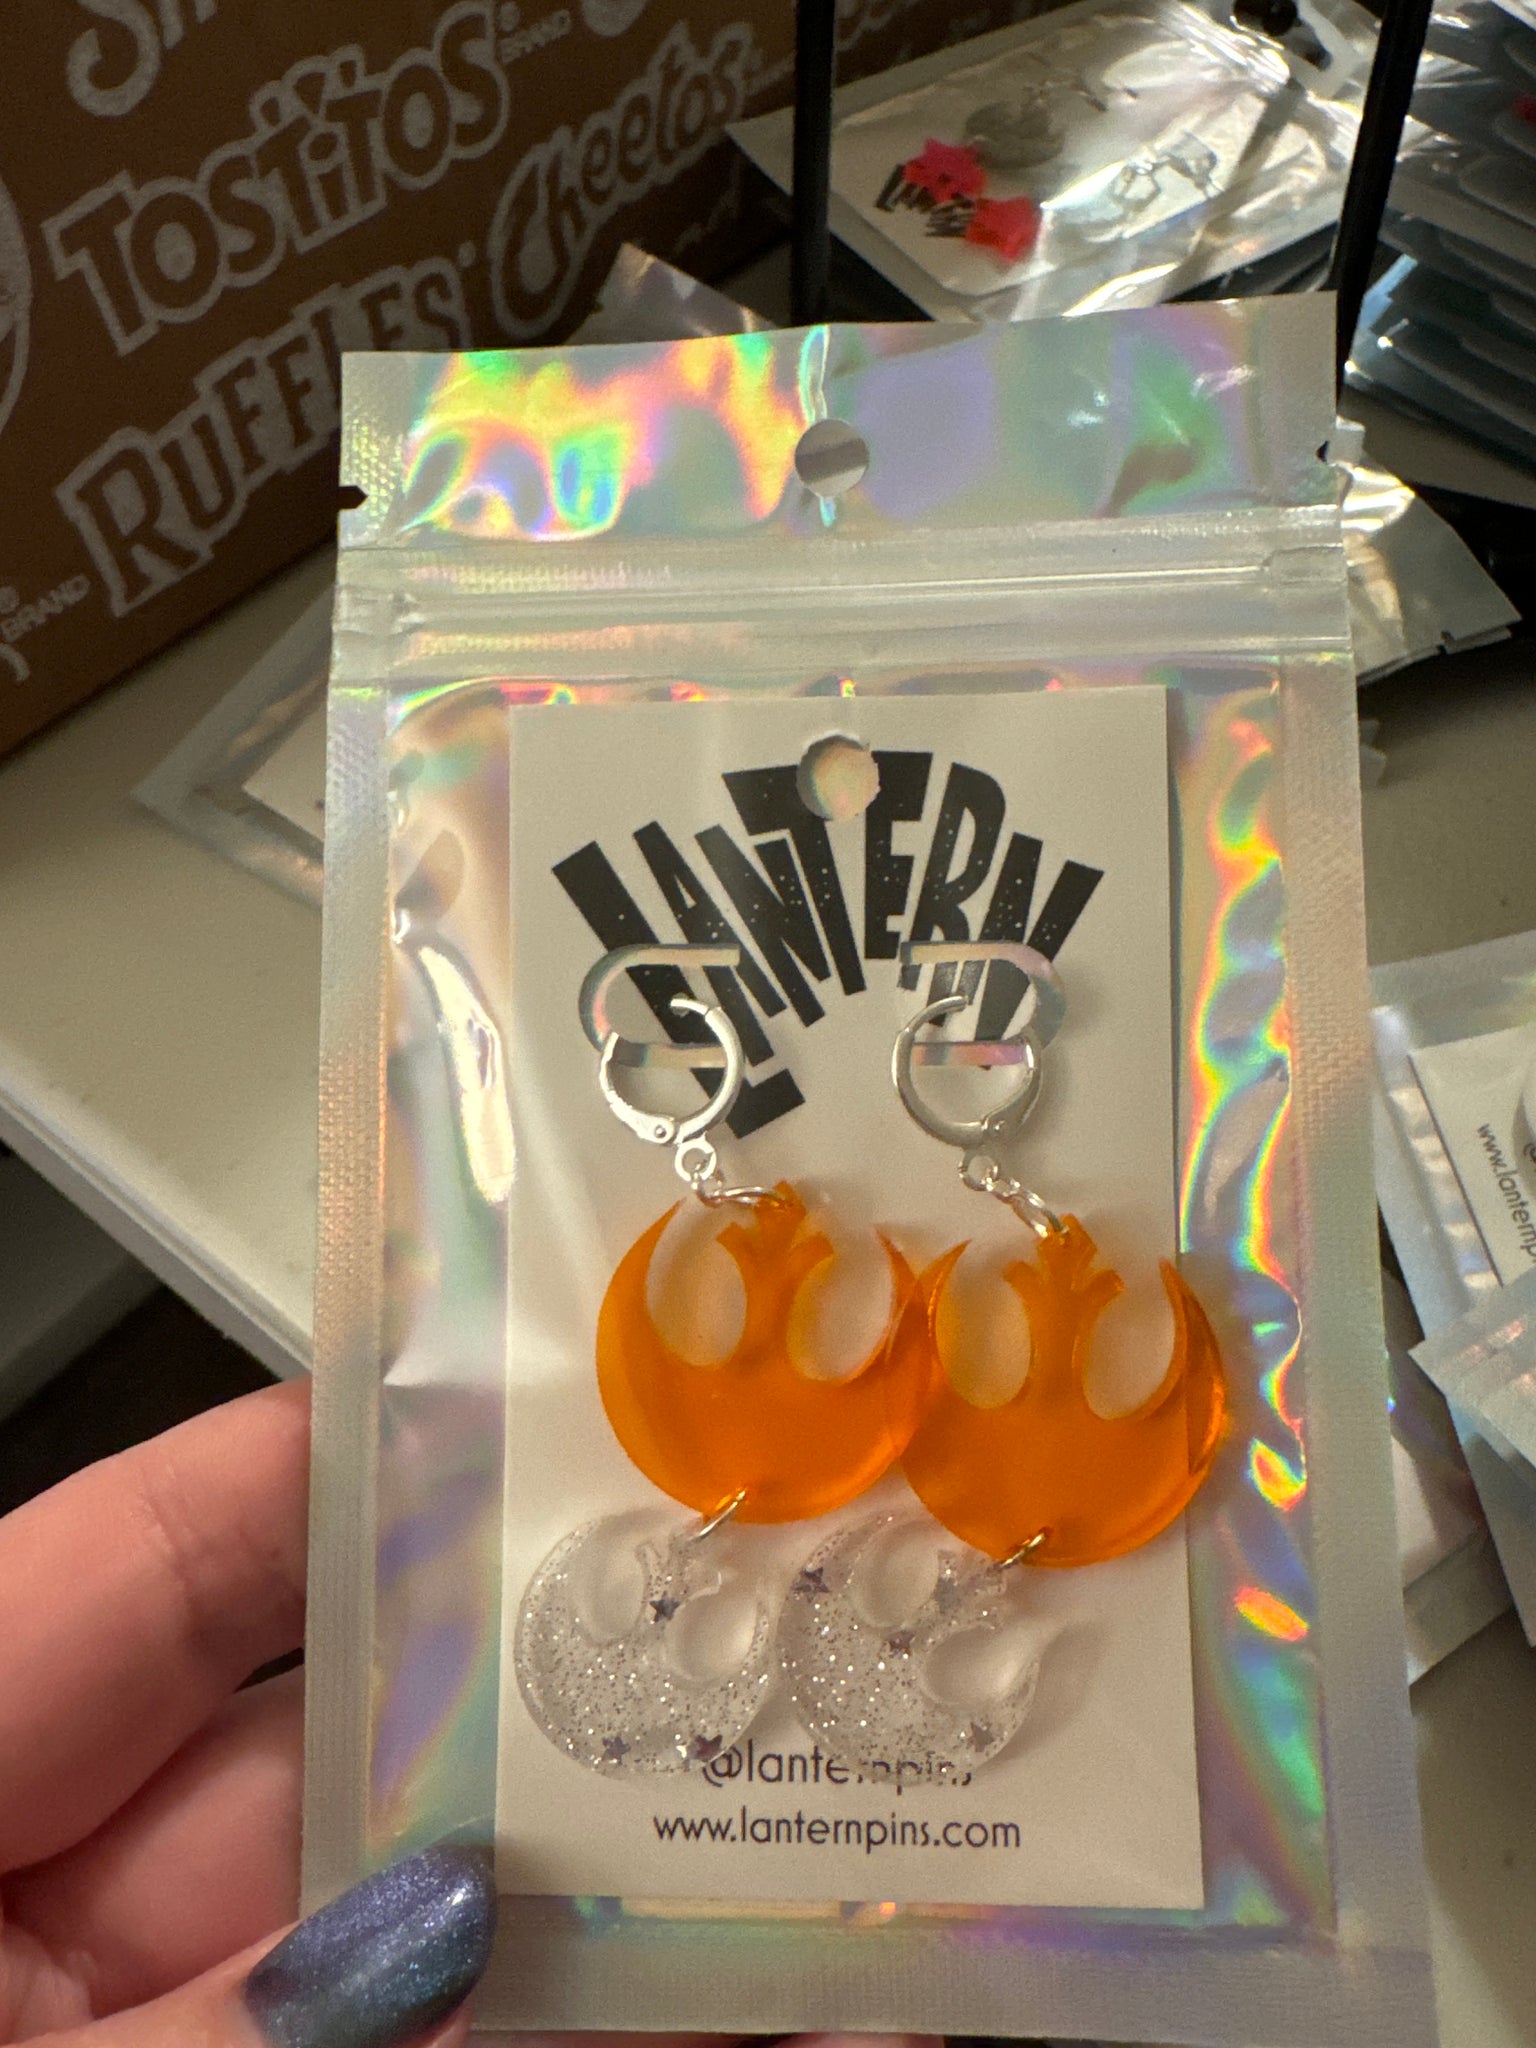 TOSTITOS®
BRAND
Cheetos
RUFFLES
®
BRAND
LANTERN
@lanternpins
www.lanternpins.com